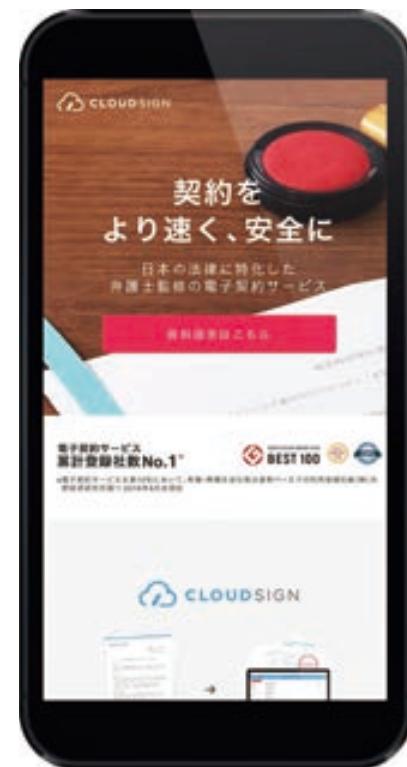 CLOUDSIGN
契約を
より速く、安全に
日本の法律に特化した
弁護士監修の電子契約サービス
資料請求はこちら
電子契約サービス
累計登録社数No.1*
BEST 100
CLOUDSIGN